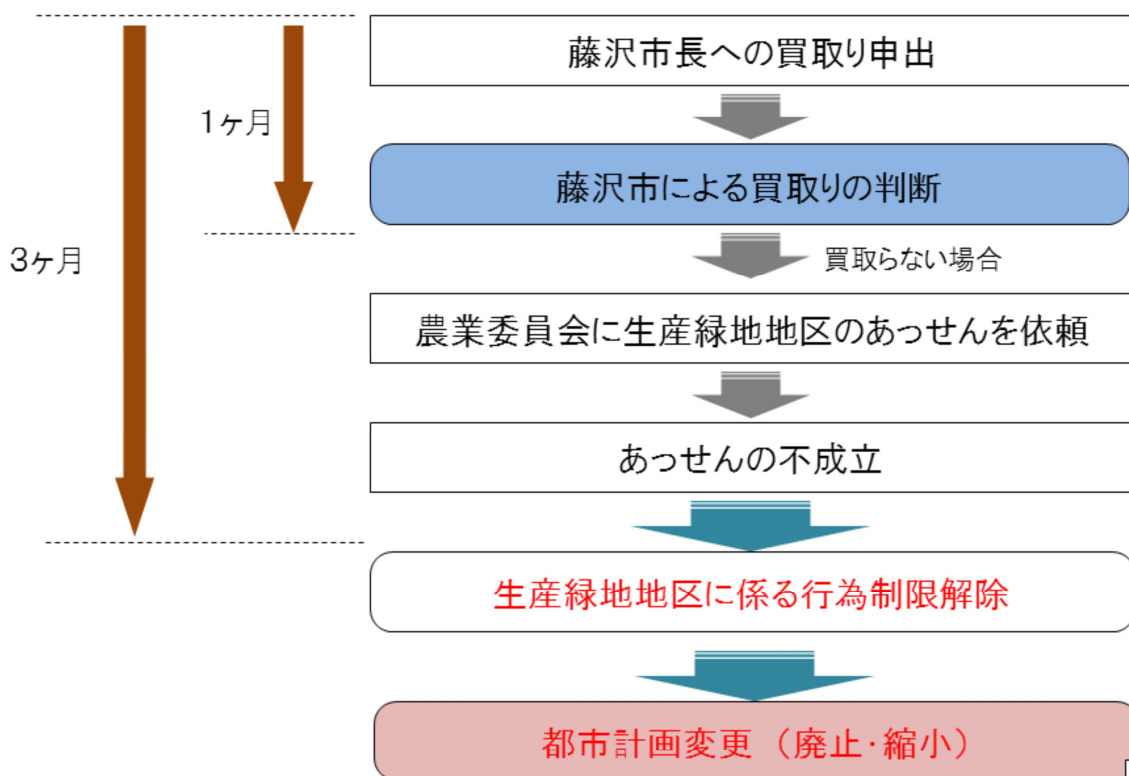 藤沢市長への買取り申出
1ヶ月
藤沢市による買取りの判断
3ヶ月
買取らない場合
農業委員会に生産緑地地区のあっせんを依頼
あっせんの不成立
生産緑地地区に係る行為制限解除
都市計画変更（廃止・縮小）